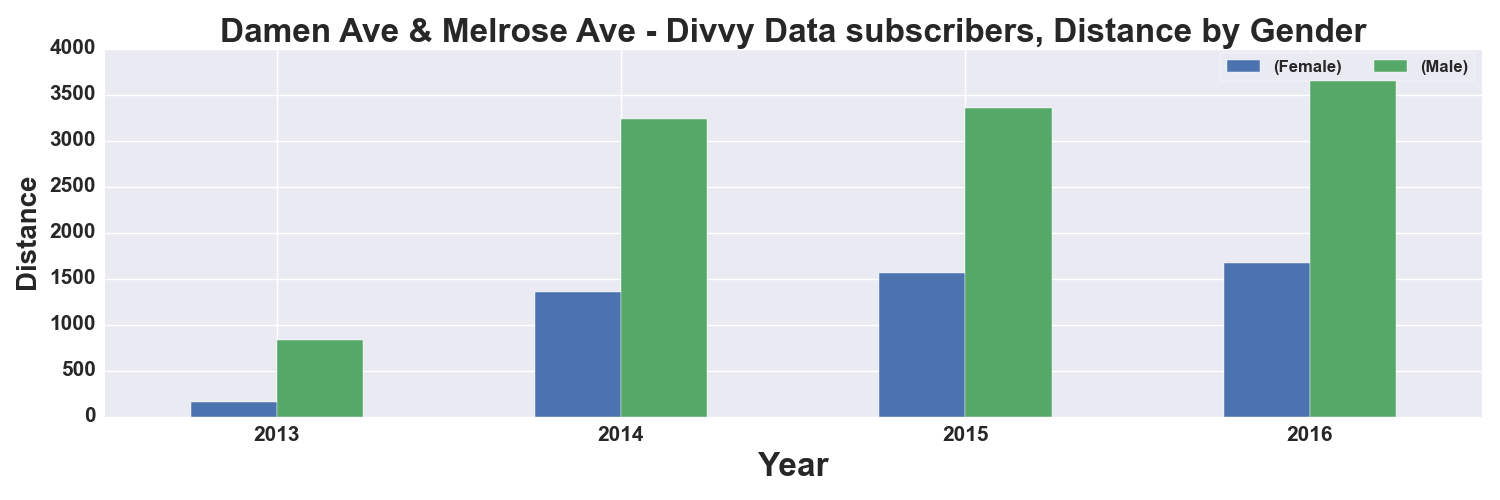 Damen Ave & Melrose Ave - Divvy Data subscribers, Distance by Gender
(Female) (Male)
Distance
4000
3500
3000
2500
2000
1500
1000
500
0
2013 2014 2015 2016
Year